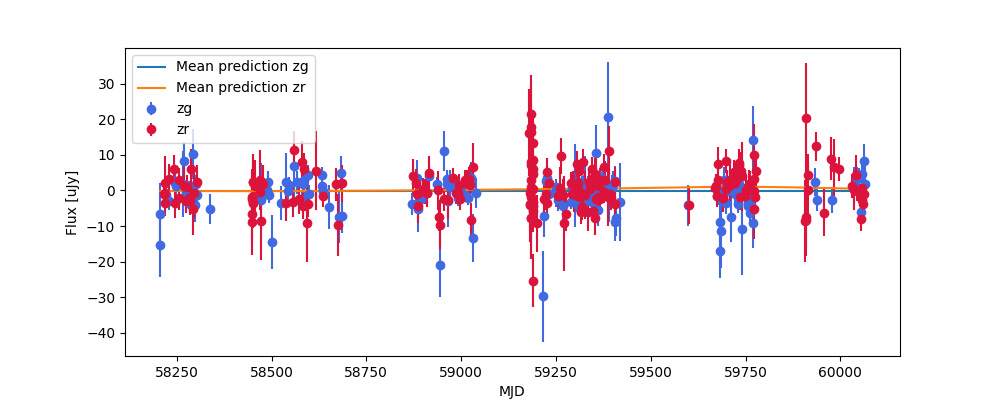 Mean prediction zg
Mean prediction zr
zg
zr
Flux [uJy]
30
20
10
0
−10
−20
−30
−40
58250 58500 58750 59000 59250 59500 59750 60000
MJD